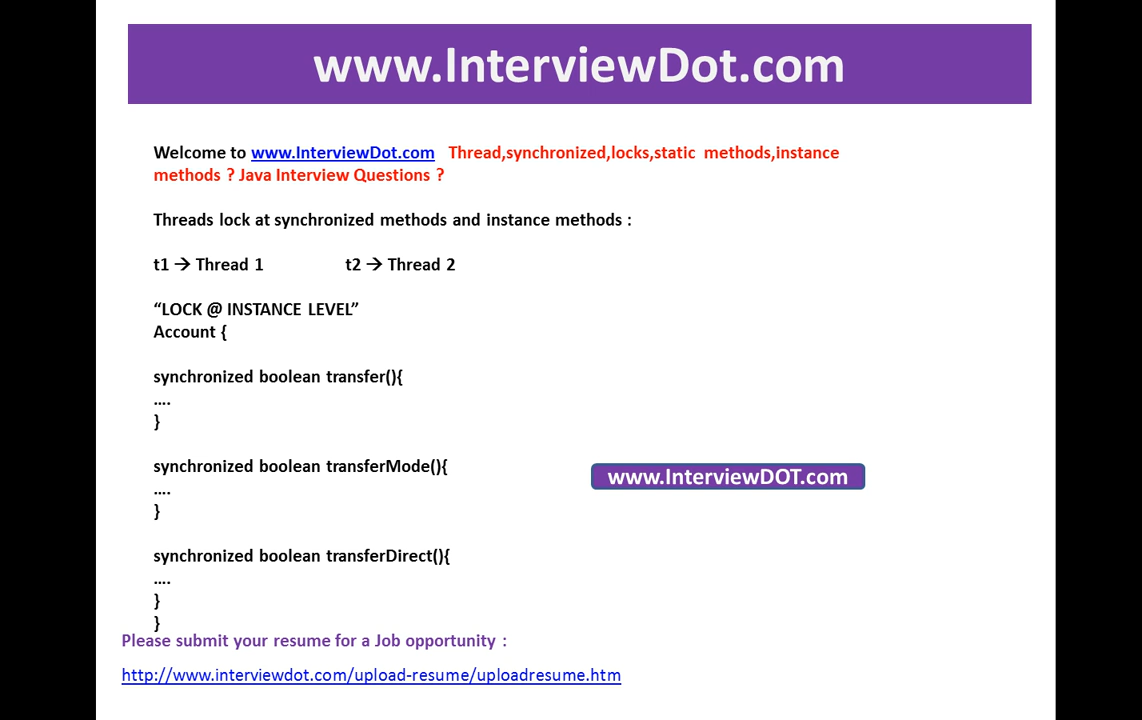 www.InterviewDot.com
Welcome to www.InterviewDot.com Thread,synchronized,locks,static methods,instance
methods ? Java Interview Questions ?
Threads lock at synchronized methods and instance methods :
t1 → Thread 1 t2 → Thread 2
“LOCK @ INSTANCE LEVEL”
Account {
synchronized boolean transfer(){
….
}
synchronized boolean transferMode(){
….
}
www.InterviewDOT.com
synchronized boolean transferDirect(){
….
}
}
Please submit your resume for a Job opportunity :
http://www.interviewdot.com/upload-resume/uploadresume.htm